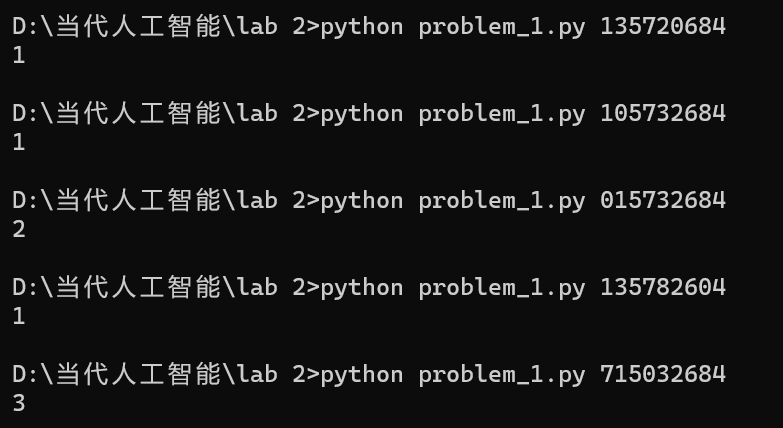 D:\当代人工智能\lab 2>python problem_1.py 135720684
1
D:\当代人工智能\lab 2>python problem_1.py 105732684
1
D:\当代人工智能\lab 2>python problem_1.py 015732684
2
D:\当代人工智能\lab 2>python problem_1.py 135782604
1
D:\当代人工智能\lab 2>python problem_1.py 715032684
3